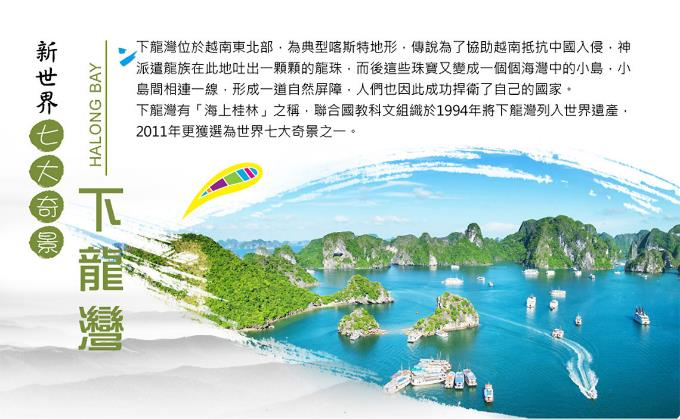 新世界七大奇景
HALONG BAY
下龍灣
下龍灣位於越南東北部，為典型喀斯特地形，傳說為了協助越南抵抗中國入侵，神
派遣龍族在此地吐出一顆顆的龍珠，而後這些珠寶又變成一個個海灣中的小島，小
島間相連一線，形成一道自然屏障，人們也因此成功捍衛了自己的國家。
下龍灣有「海上桂林」之稱，聯合國教科文組織於1994年將下龍灣列入世界遺產，
2011年更獲選為世界七大奇景之一。